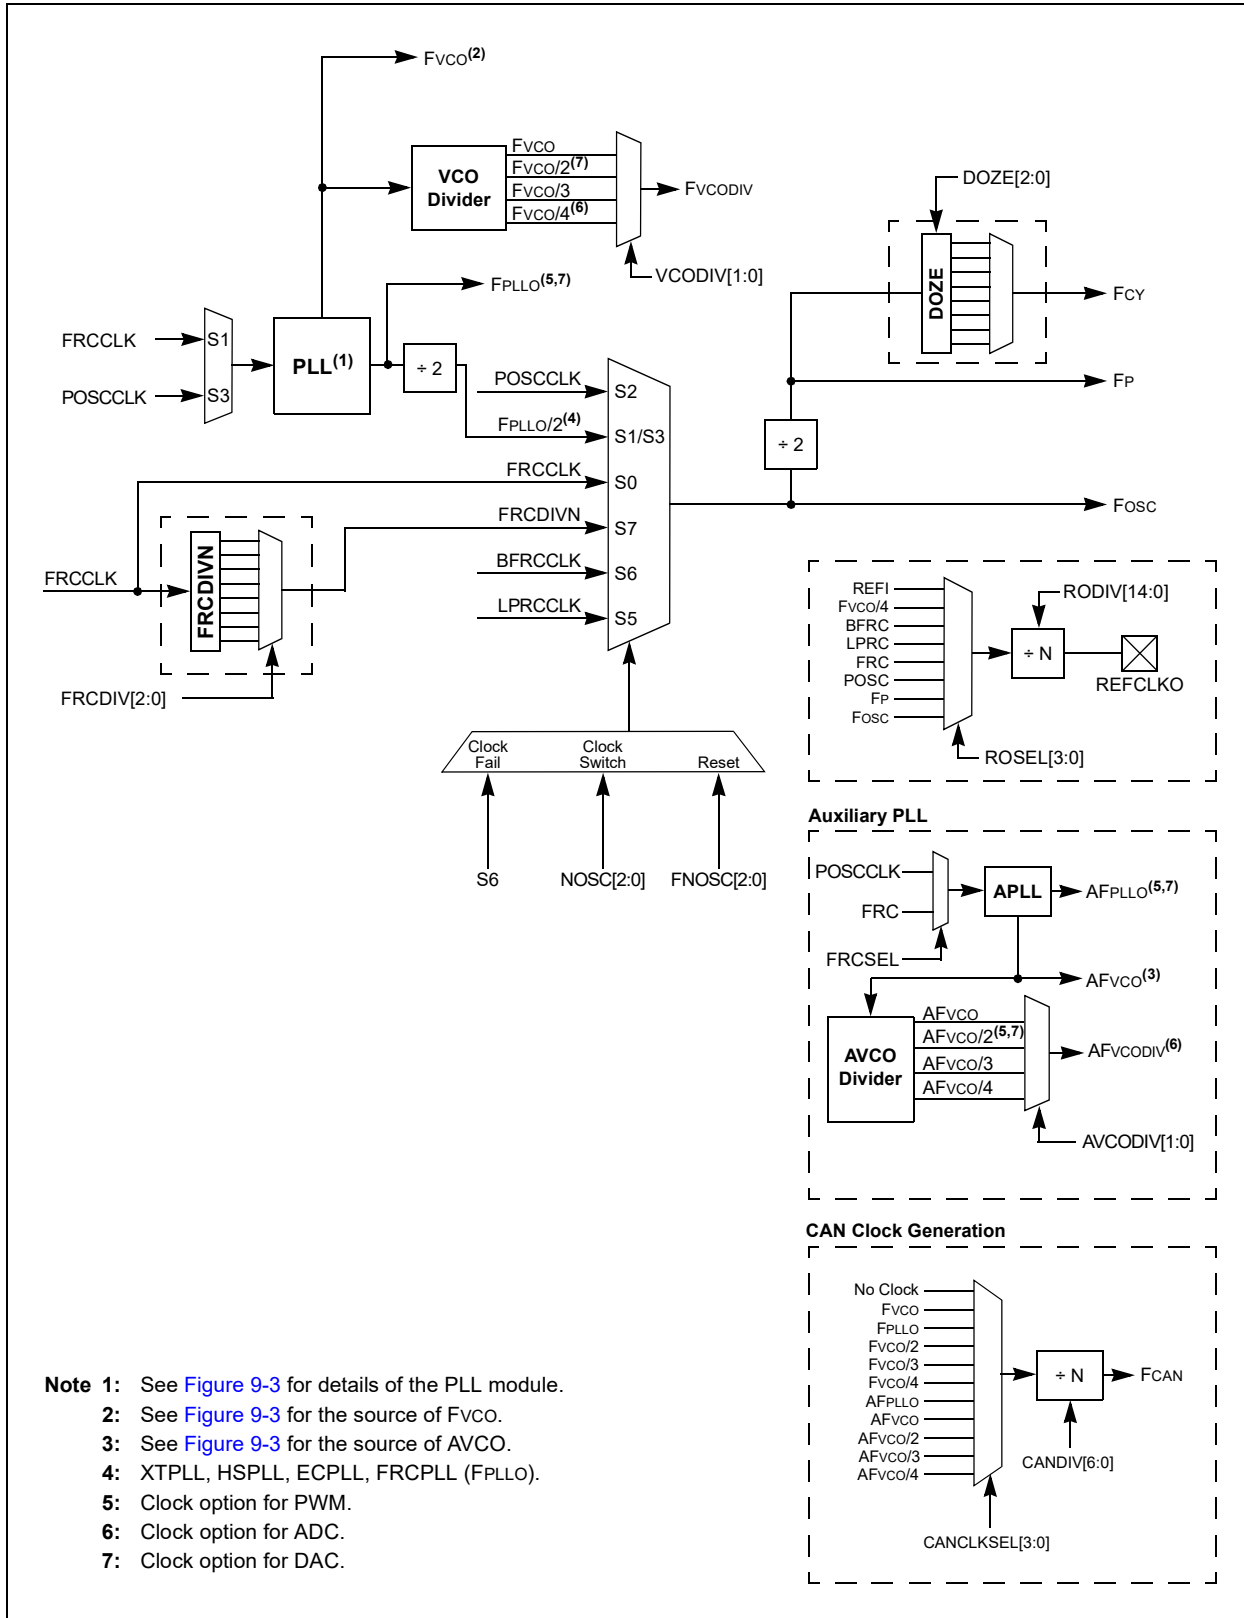 FVCO(2)
VCO
Divider
FVCO
FVCO/2(7)
FVCO/3
FVCO/4(6)
FVCODIV
VCODIV[1:0]
FPLLO(5,7)
FRCCLK
POSCCLK
S1
S3
PLL(1)
÷ 2
POSCCLK
FPLLO/2(4)
FRCCLK
FRCDIVN
BFRCCLK
LPRCCLK
S2
S1/S3
S0
S7
S6
S5
FRCCLK
FRCDIVN
FRCDIV[2:0]
Clock
Fail
Clock
Switch
Reset
S6
NOSC[2:0]
FNOSC[2:0]
DOZE[2:0]
DOZE
FCY
FP
÷ 2
FOSC
REFI
FVCO/4
BFRC
LPRC
FRC
POSC
FP
FOSC
RODIV[14:0]
÷ N
REFCLKO
ROSEL[3:0]
Auxiliary PLL
POSCCLK
FRC
FRCSEL
APLL
AFPLLO(5,7)
AFVCO(3)
AVCO
Divider
AFVCO
AFVCO/2(5,7)
AFVCO/3
AFVCO/4
AFVCODIV(6)
AVCODIV[1:0]
CAN Clock Generation
No Clock
FVCO
FPLLO
FVCO/2
FVCO/3
FVCO/4
AFPLLO
AFVCO
AFVCO/2
AFVCO/3
AFVCO/4
÷ N
FCAN
CANDIV[6:0]
CANCLKSEL[3:0]
Note 1: See Figure 9-3 for details of the PLL module.
2: See Figure 9-3 for the source of FVCO.
3: See Figure 9-3 for the source of AVCO.
4: XTPLL, HSPLL, ECPLL, FRCPLL (FPLLO).
5: Clock option for PWM.
6: Clock option for ADC.
7: Clock option for DAC.